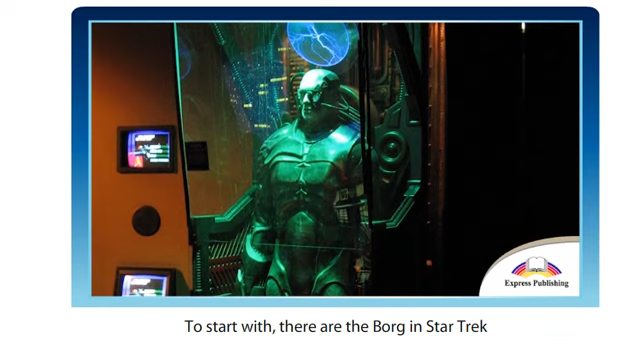 Express Publishing
To start with, there are the Borg in Star Trek